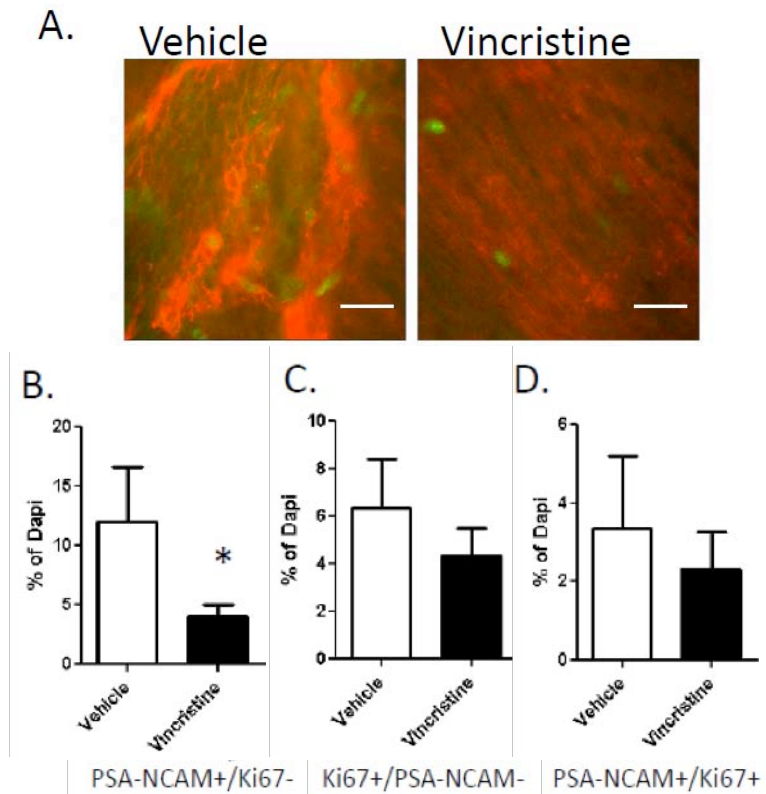 A.
Vehicle Vincristine
B. C. D.
20 15 10 5 0
% of Dapi
*
Vehicle Vincristine
10 8 6 4 2 0
% of Dapi
Vehicle Vincristine
6 4 2 0
% of Dapi
Vehicle Vincristine
PSA-NCAM+/Ki67- Ki67+/PSA-NCAM- PSA-NCAM+/Ki67+